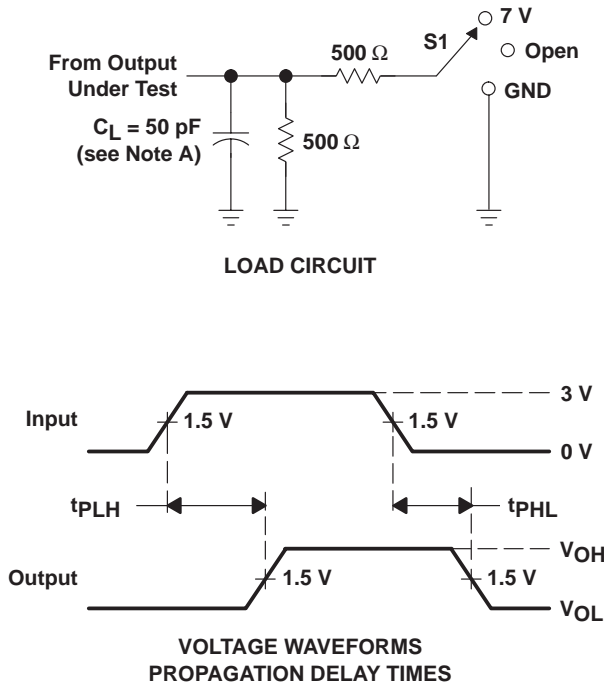 7 V
S1
Open
500 Ω
From Output
Under Test
GND
CL = 50 pF
(see Note A)
500 Ω
LOAD CIRCUIT
3 V
Input
1.5 V
1.5 V
0 V
tPLH
tPHL
VOH
Output
1.5 V
1.5 V
VOL
VOLTAGE WAVEFORMS
PROPAGATION DELAY TIMES